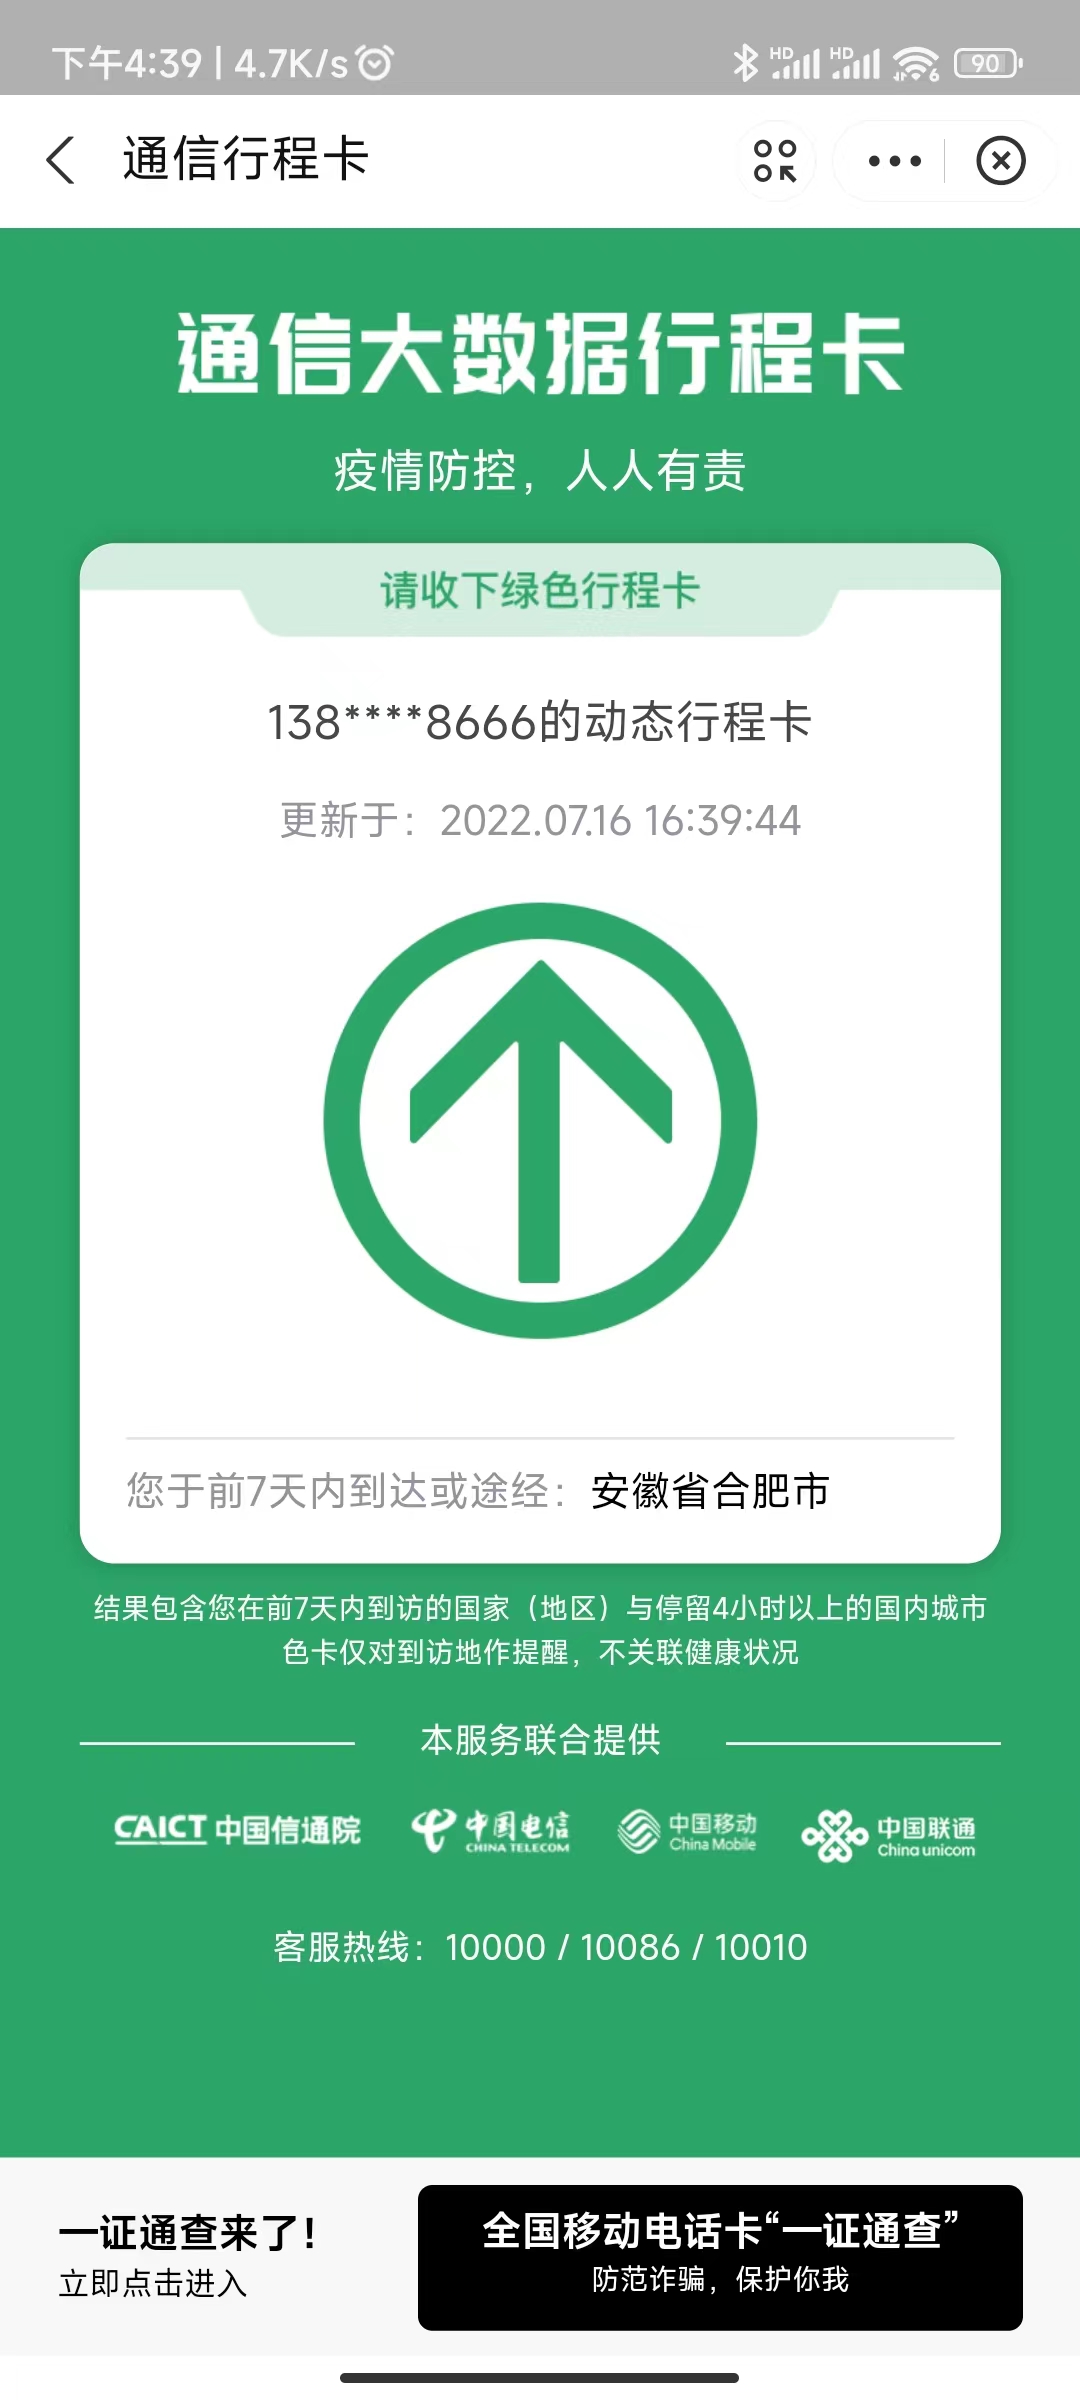 下午4:39 | 4.7K/s HD HD 6 90
通信行程卡
通信大数据行程卡
疫情防控，人人有责
请收下绿色行程卡
138****8666的动态行程卡
更新于：2022.07.16 16:39:44
您于前7天内到达或途经：安徽省合肥市
结果包含您在前7天内到访的国家（地区）与停留4小时以上的国内城市
色卡仅对到访地作提醒，不关联健康状况
本服务联合提供
CAICT 中国信通院 中国电信 CHINA TELECOM 中国移动 China Mobile 中国联通 China unicom
客服热线：10000 / 10086 / 10010
一证通查来了！
立即点击进入
全国移动电话卡“一证通查”
防范诈骗，保护你我